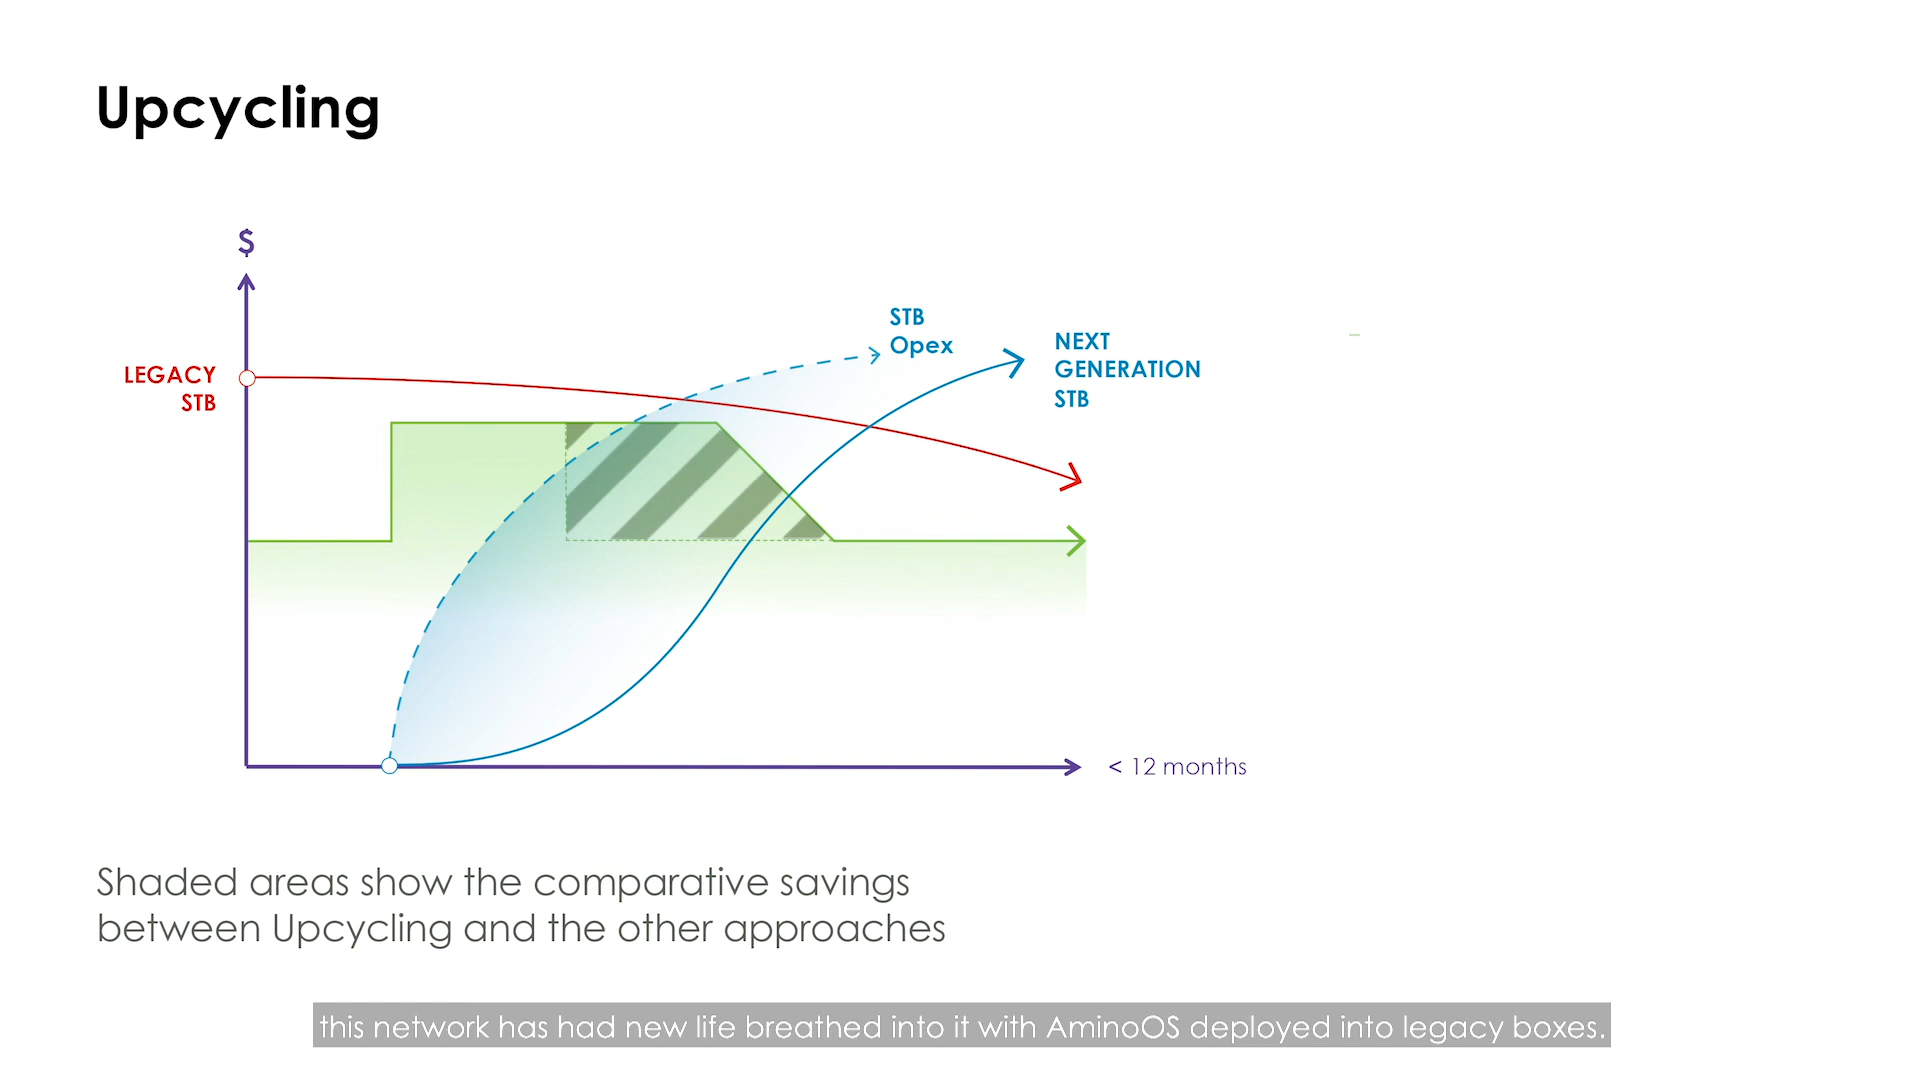 Upcycling
$
LEGACY
STB
STB
Opex
NEXT
GENERATION
STB
< 12 months
Shaded areas show the comparative savings
between Upcycling and the other approaches
this network has had new life breathed into it with AminoOS deployed into legacy boxes.